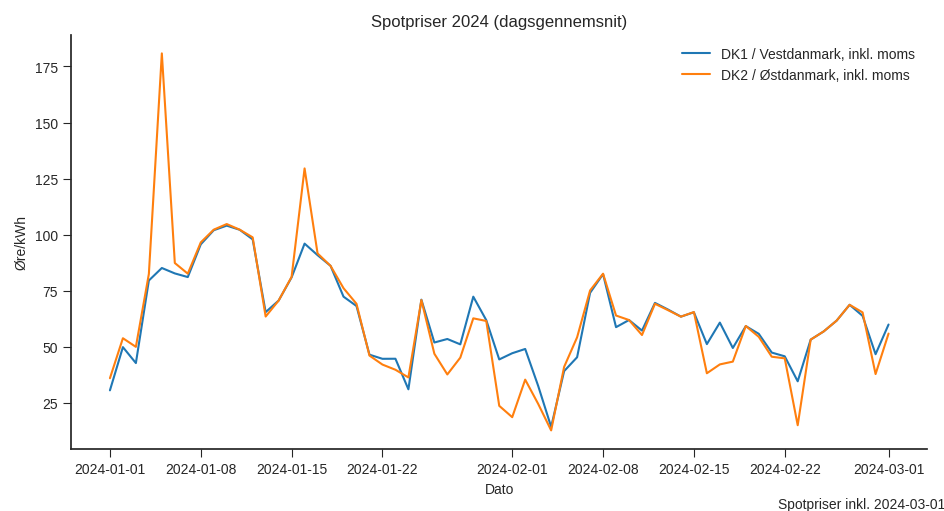 Spotpriser 2024 (dagsgennemsnit)
DK1 / Vestdanmark, inkl. moms
DK2 / Østdanmark, inkl. moms
Øre/kWh
175
150
125
100
75
50
25
2024-01-01 2024-01-08 2024-01-15 2024-01-22 2024-02-01 2024-02-08 2024-02-15 2024-02-22 2024-03-01
Dato
Spotpriser inkl. 2024-03-01